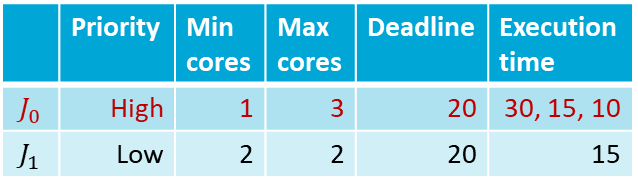 Priority Min cores Max cores Deadline Execution time
J0 High 1 3 20 30, 15, 10
J1 Low 2 2 20 15